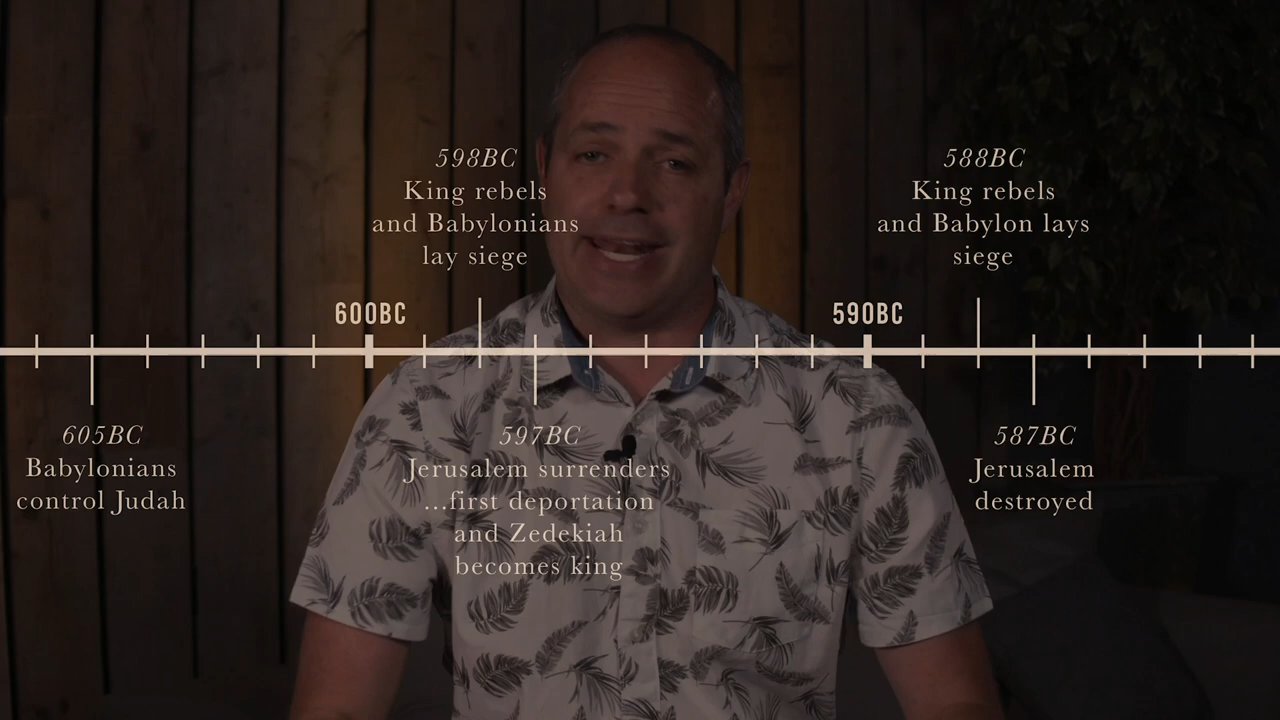 598BC
King rebels
and Babylonians
lay siege
588BC
King rebels
and Babylon lays
siege
600BC
590BC
605BC
Babylonians
control Judah
597BC
Jerusalem surrenders
...first deportation
and Zedekiah
becomes king
587BC
Jerusalem
destroyed